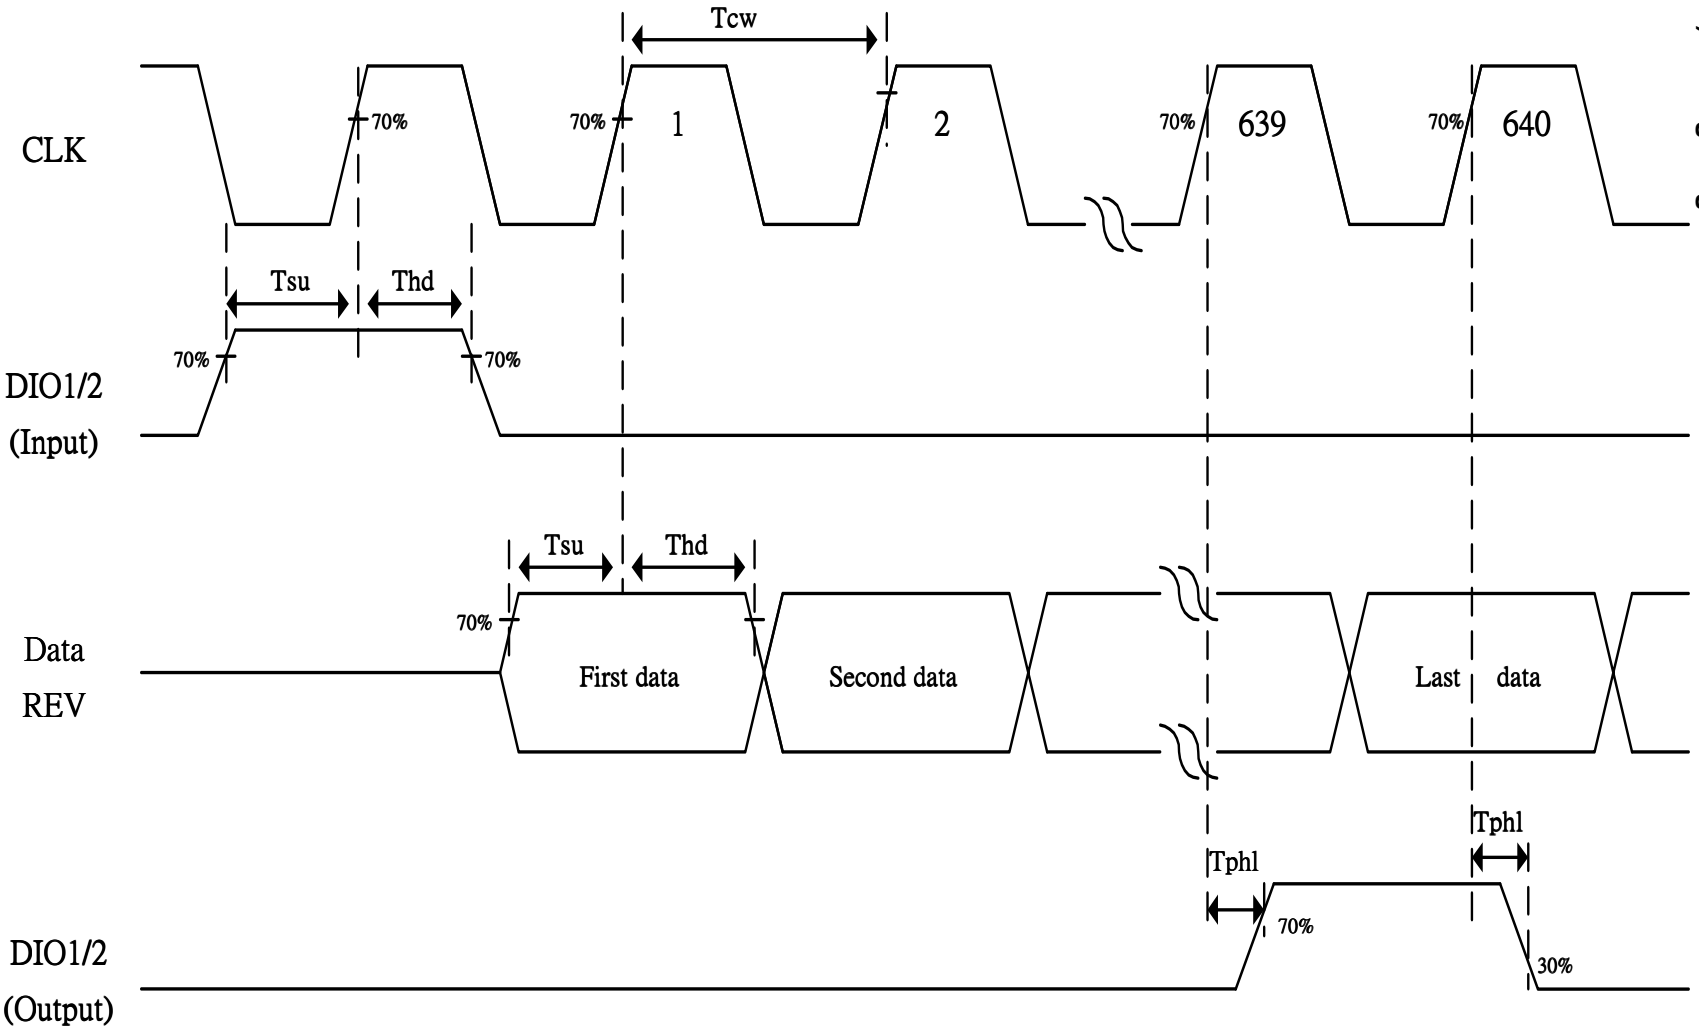 Tcw
CLK
70%
70%
1
2
70%
639
70%
640
Tsu
Thd
DIO1/2
(Input)
70%
70%
Tsu
Thd
Data
REV
70%
First data
Second data
Last data
Tphl
Tphl
DIO1/2
(Output)
70%
30%